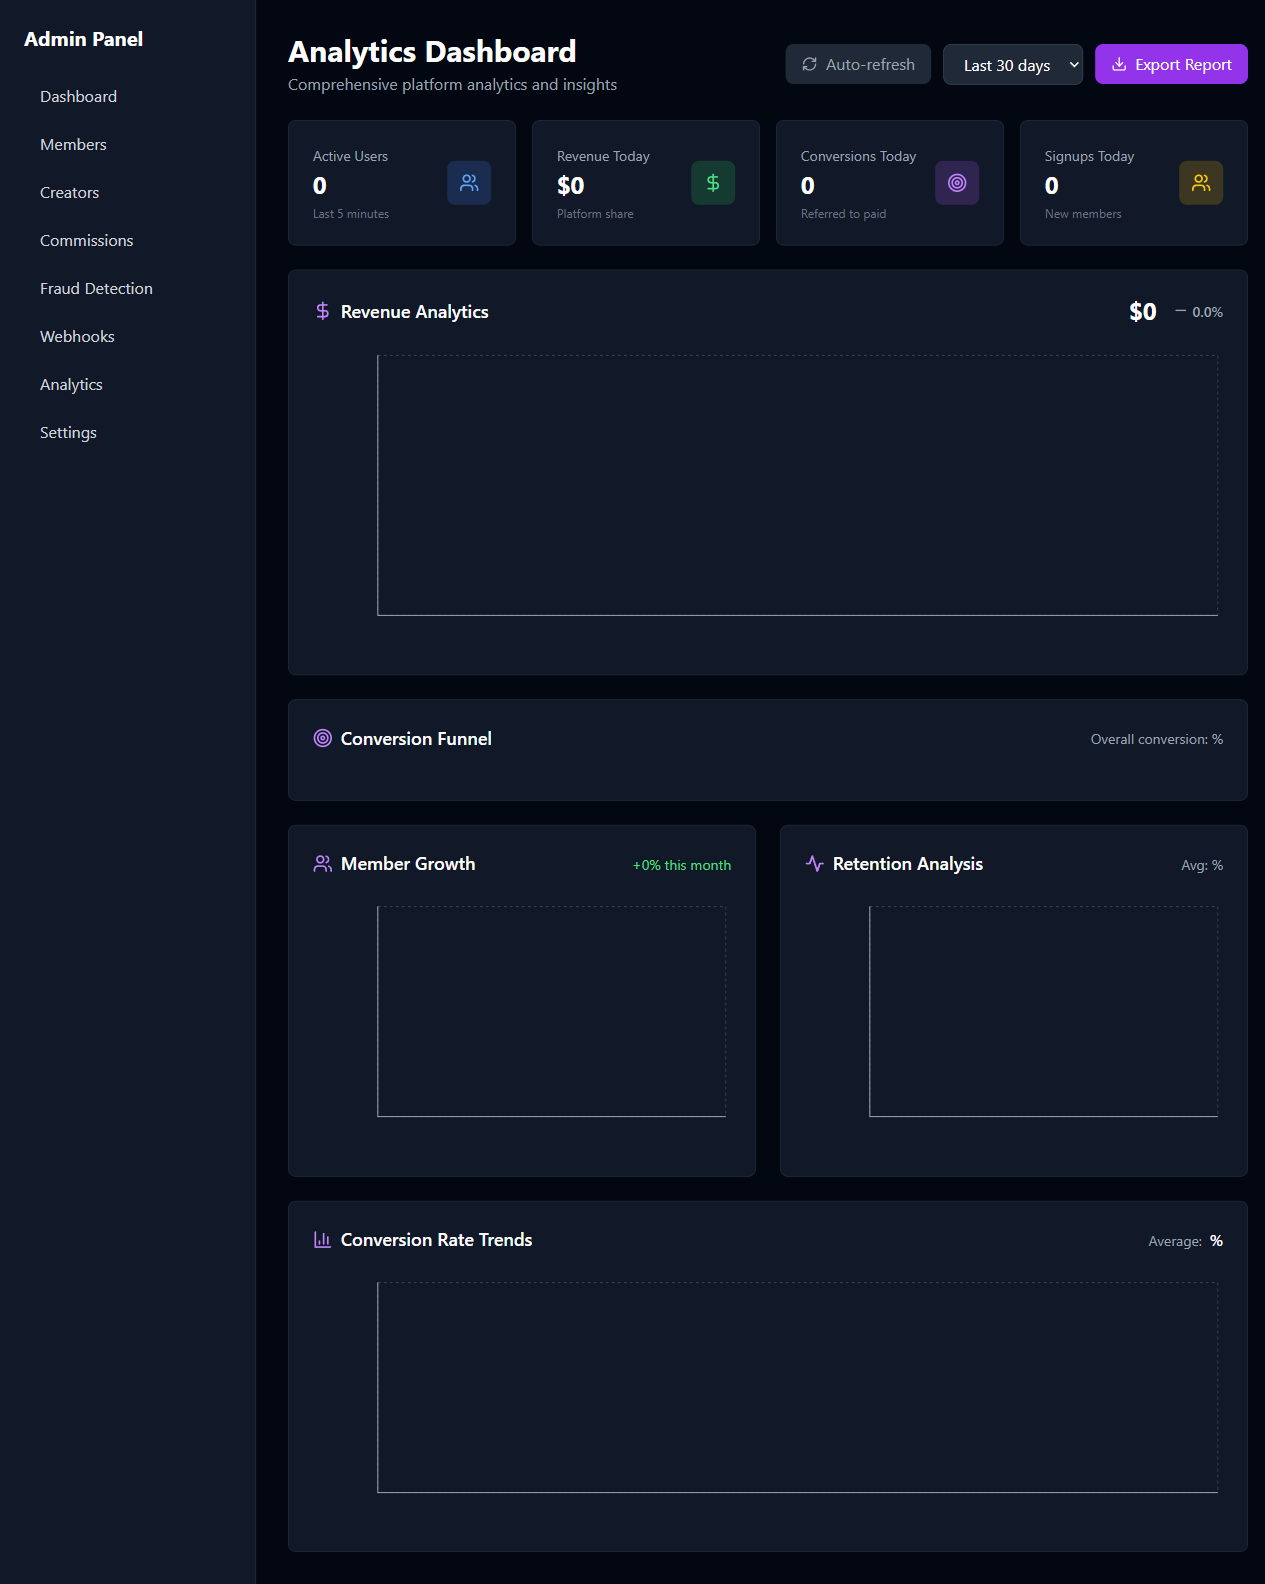 Admin Panel
Dashboard
Members
Creators
Commissions
Fraud Detection
Webhooks
Analytics
Settings
Analytics Dashboard
Comprehensive platform analytics and insights
Auto-refresh
Last 30 days
Export Report
Active Users
0
Last 5 minutes
Revenue Today
$0
Platform share
Conversions Today
0
Referred to paid
Signups Today
0
New members
Revenue Analytics
$0
0.0%
Conversion Funnel
Overall conversion: %
Member Growth
+0% this month
Retention Analysis
Avg: %
Conversion Rate Trends
Average: %